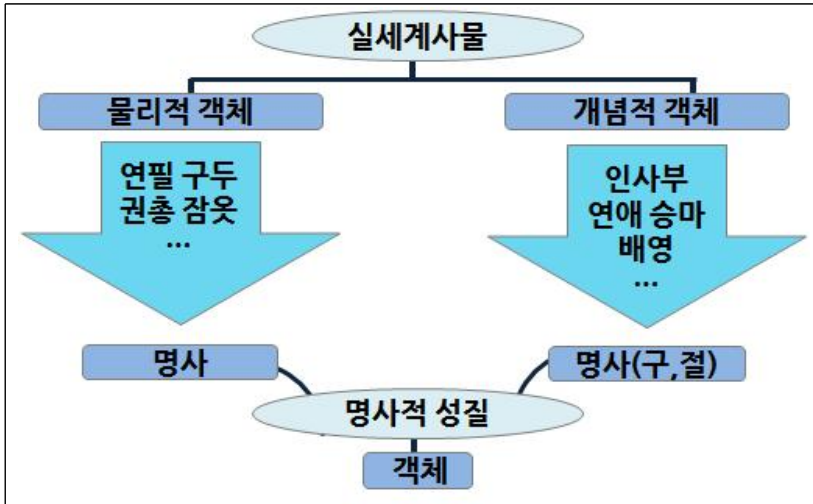 실세계사물
물리적 객체
개념적 객체
연필 구두
권총 잠옷
...
인사부
연애 승마
배영
...
명사
명사(구,절)
명사적 성질
객체